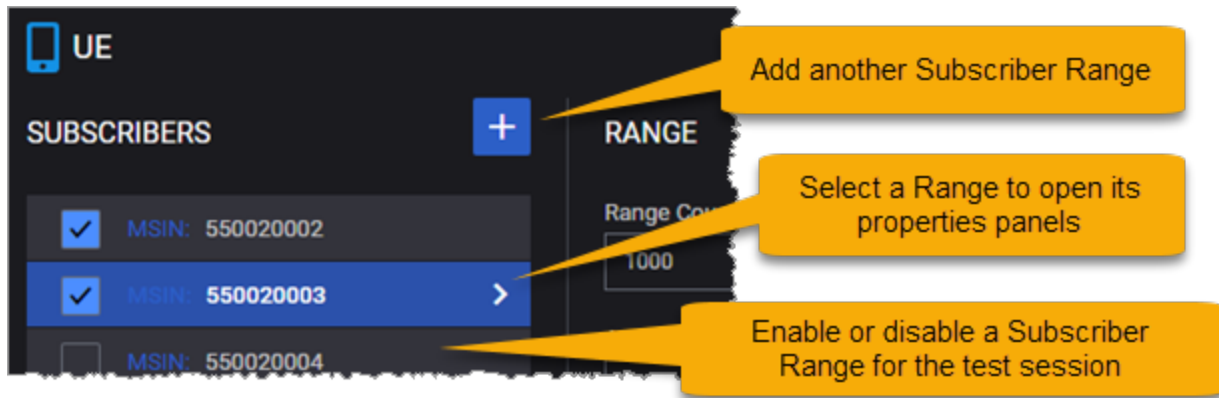 UE
Add another Subscriber Range
SUBSCRIBERS
+
RANGE
Select a Range to open its
properties panels
MSIN: 550020002
Range Cou
1000
MSIN: 550020003
Enable or disable a Subscriber
Range for the test session
MSIN: 550020004